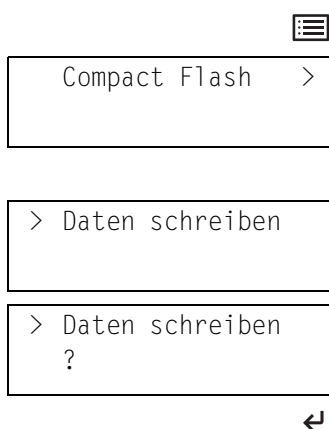 Compact Flash >
> Daten schreiben
> Daten schreiben
?